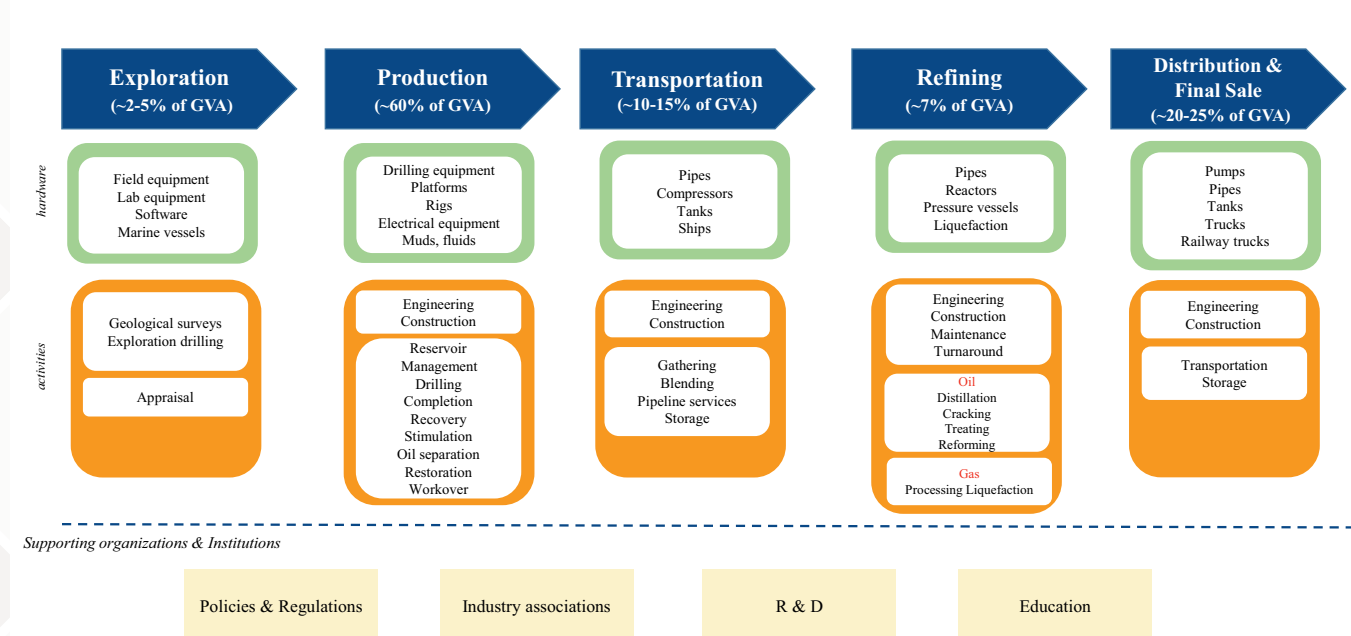 Exploration
(~2-5% of GVA)
Production
(~60% of GVA)
Transportation
(~10-15% of GVA)
Refining
(~7% of GVA)
Distribution &
Final Sale
(~20-25% of GVA)
hardware
Field equipment
Lab equipment
Software
Marine vessels
Drilling equipment
Platforms
Rigs
Electrical equipment
Muds, fluids
Pipes
Compressors
Tanks
Ships
Pipes
Reactors
Pressure vessels
Liquefaction
Pumps
Pipes
Tanks
Trucks
Railway trucks
activities
Geological surveys
Exploration drilling
Appraisal
Engineering
Construction
Reservoir
Management
Drilling
Completion
Recovery
Stimulation
Oil separation
Restoration
Workover
Engineering
Construction
Gathering
Blending
Pipeline services
Storage
Engineering
Construction
Maintenance
Turnaround
Oil
Distillation
Cracking
Treating
Reforming
Gas
Processing Liquefaction
Engineering
Construction
Transportation
Storage
Supporting organizations & Institutions
Policies & Regulations
Industry associations
R & D
Education